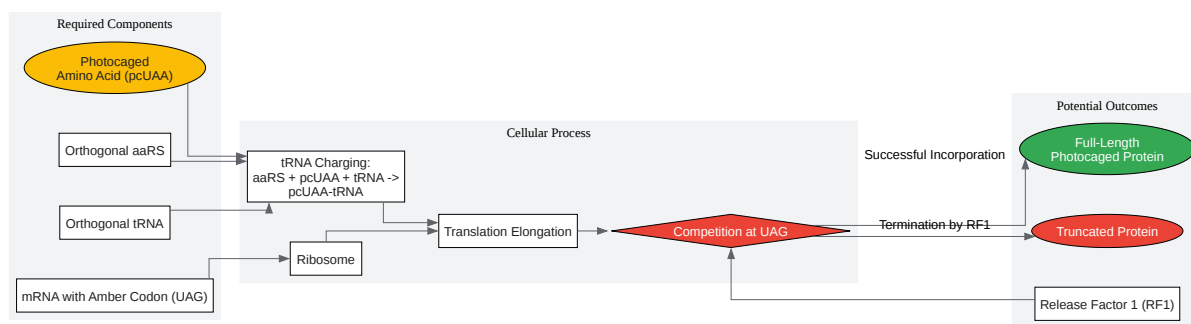 Required Components
Photocaged
Amino Acid (pcUAA)
Orthogonal aaRS
Orthogonal tRNA
mRNA with Amber Codon (UAG)
Cellular Process
tRNA Charging:
aaRS + pcUAA + tRNA ->
pcUAA-tRNA
Ribosome
Translation Elongation
Competition at UAG
Successful Incorporation
Termination by RF1
Potential Outcomes
Full-Length
Photocaged Protein
Truncated Protein
Release Factor 1 (RF1)